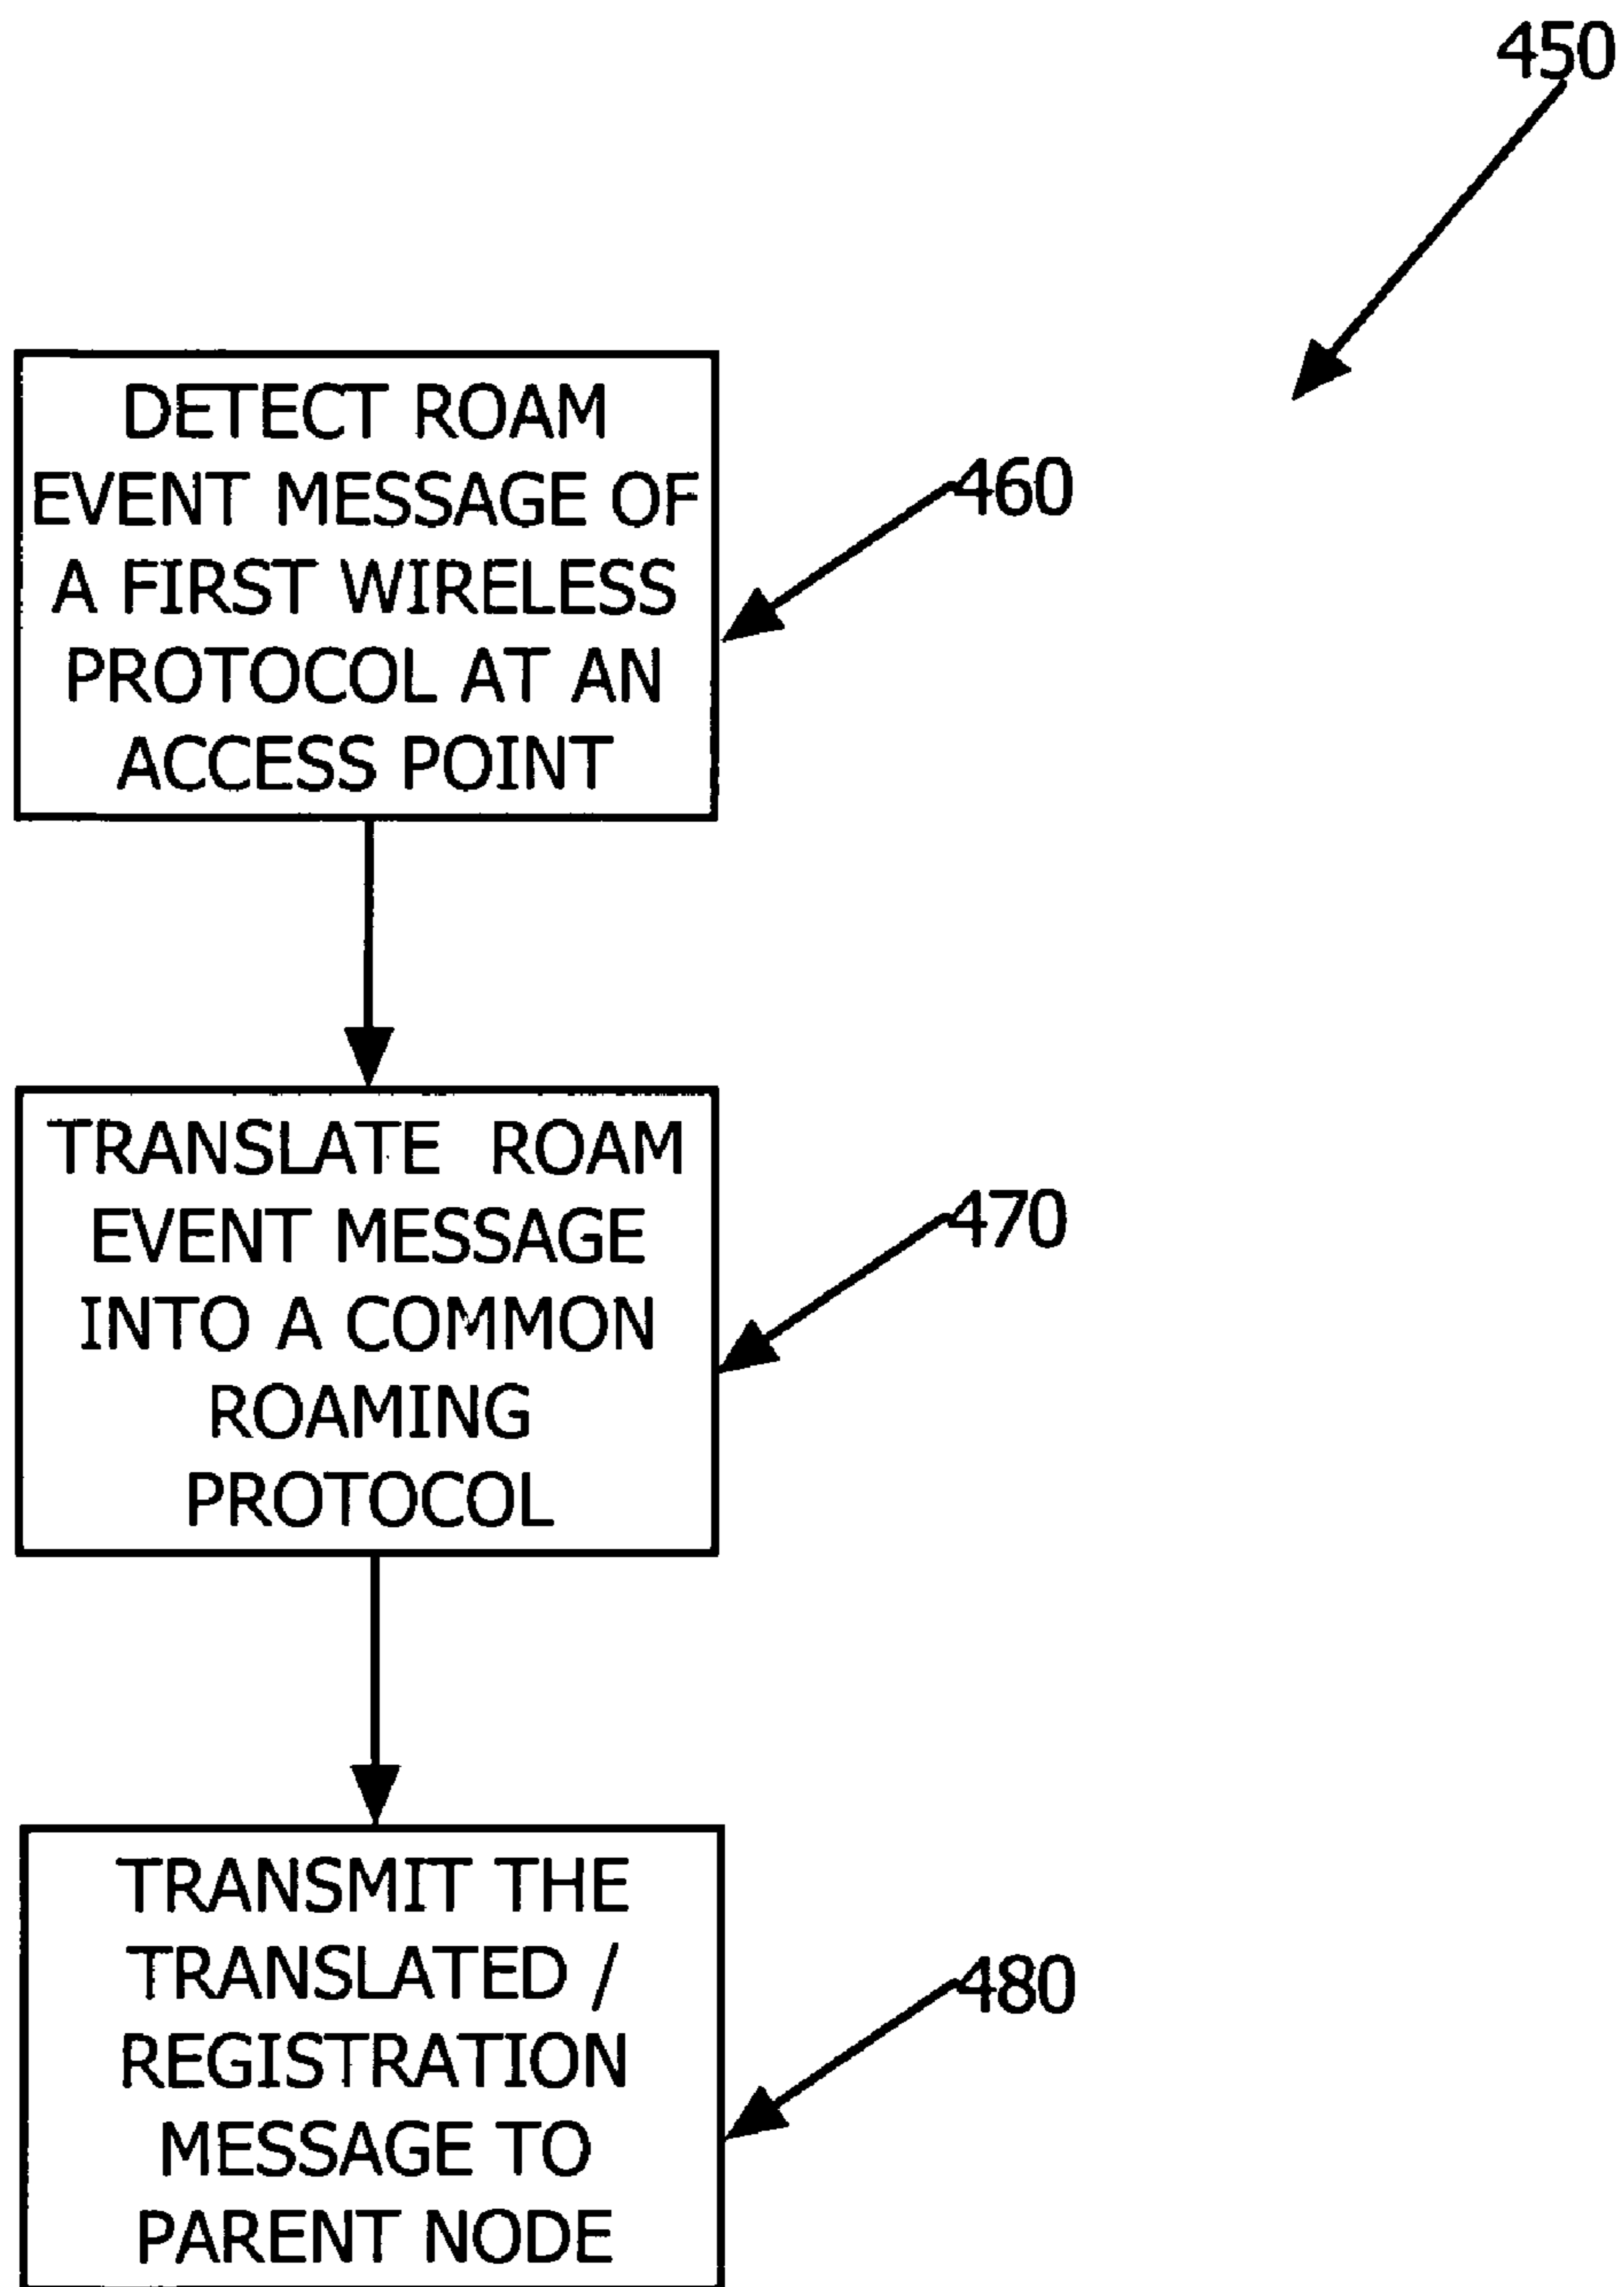 450
DETECT ROAM
EVENT MESSAGE OF
A FIRST WIRELESS
PROTOCOL AT AN
ACCESS POINT
460
TRANSLATE ROAM
EVENT MESSAGE
INTO A COMMON
ROAMING
PROTOCOL
470
TRANSMIT THE
TRANSLATED /
REGISTRATION
MESSAGE TO
PARENT NODE
480